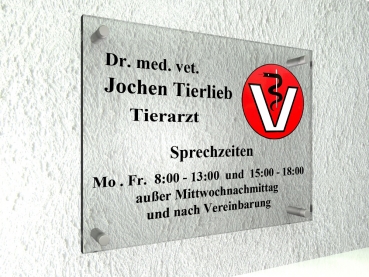 Dr. med. vet.
Jochen Tierlieb
Tierarzt
V
Sprechzeiten
Mo . Fr. 8:00 - 13:00 und 15:00 - 18:00
außer Mittwochnachmittag
und nach Vereinbarung